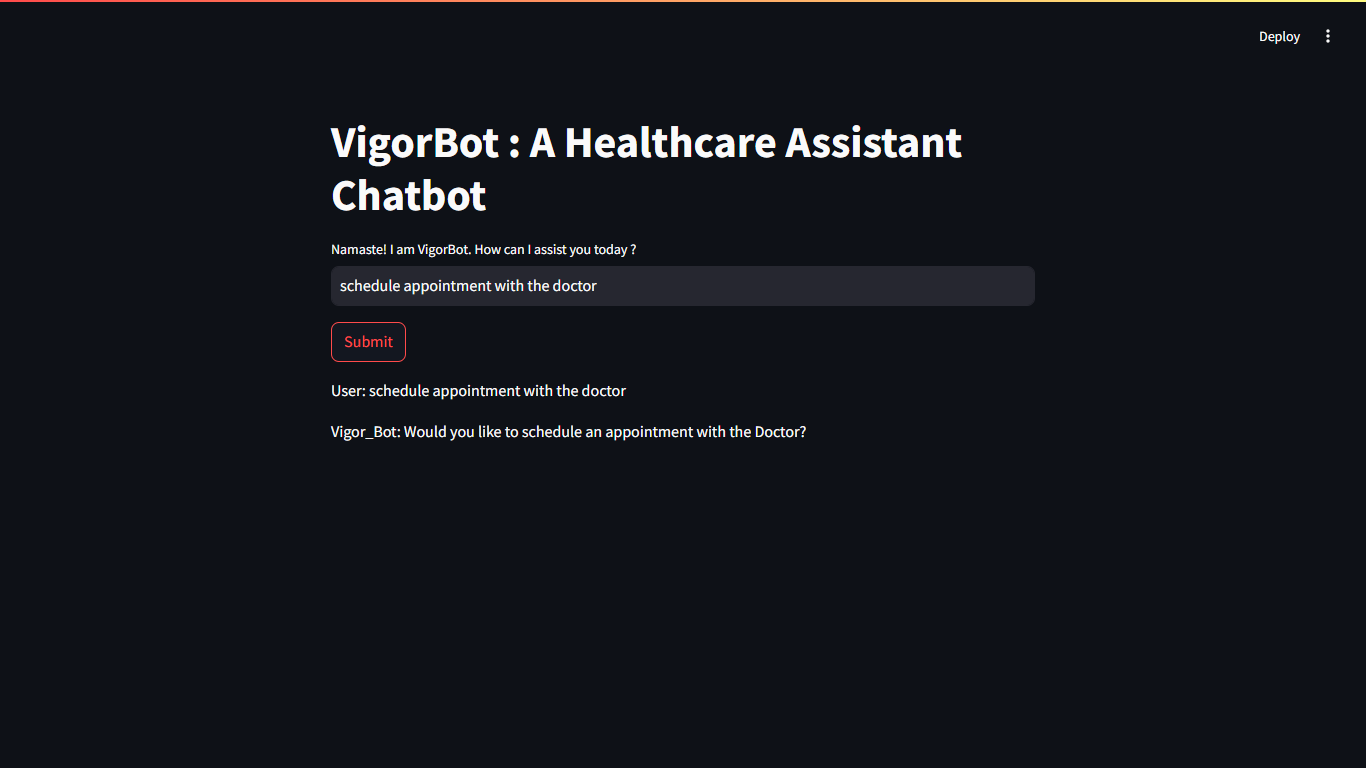 Deploy
VigorBot : A Healthcare Assistant
Chatbot
Namaste! I am VigorBot. How can I assist you today ?
schedule appointment with the doctor
Submit
User: schedule appointment with the doctor
Vigor_Bot: Would you like to schedule an appointment with the Doctor?